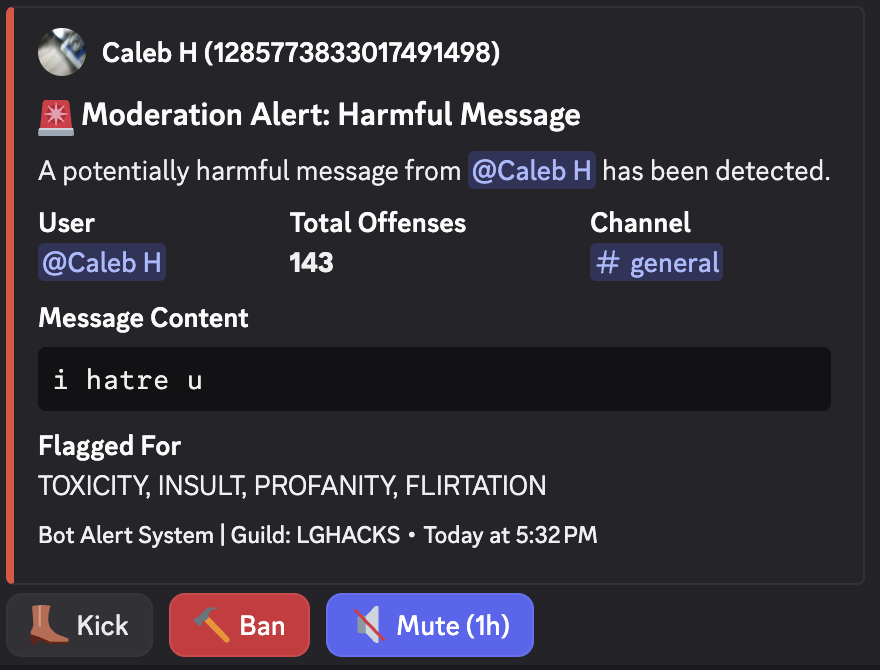 Caleb H (1285773833017491498)
Moderation Alert: Harmful Message
A potentially harmful message from @Caleb H has been detected.
User Total Offenses Channel
@Caleb H 143 # general
Message Content
i hatre u
Flagged For
TOXICITY, INSULT, PROFANITY, FLIRTATION
Bot Alert System | Guild: LGHACKS • Today at 5:32 PM
Kick Ban Mute (1h)